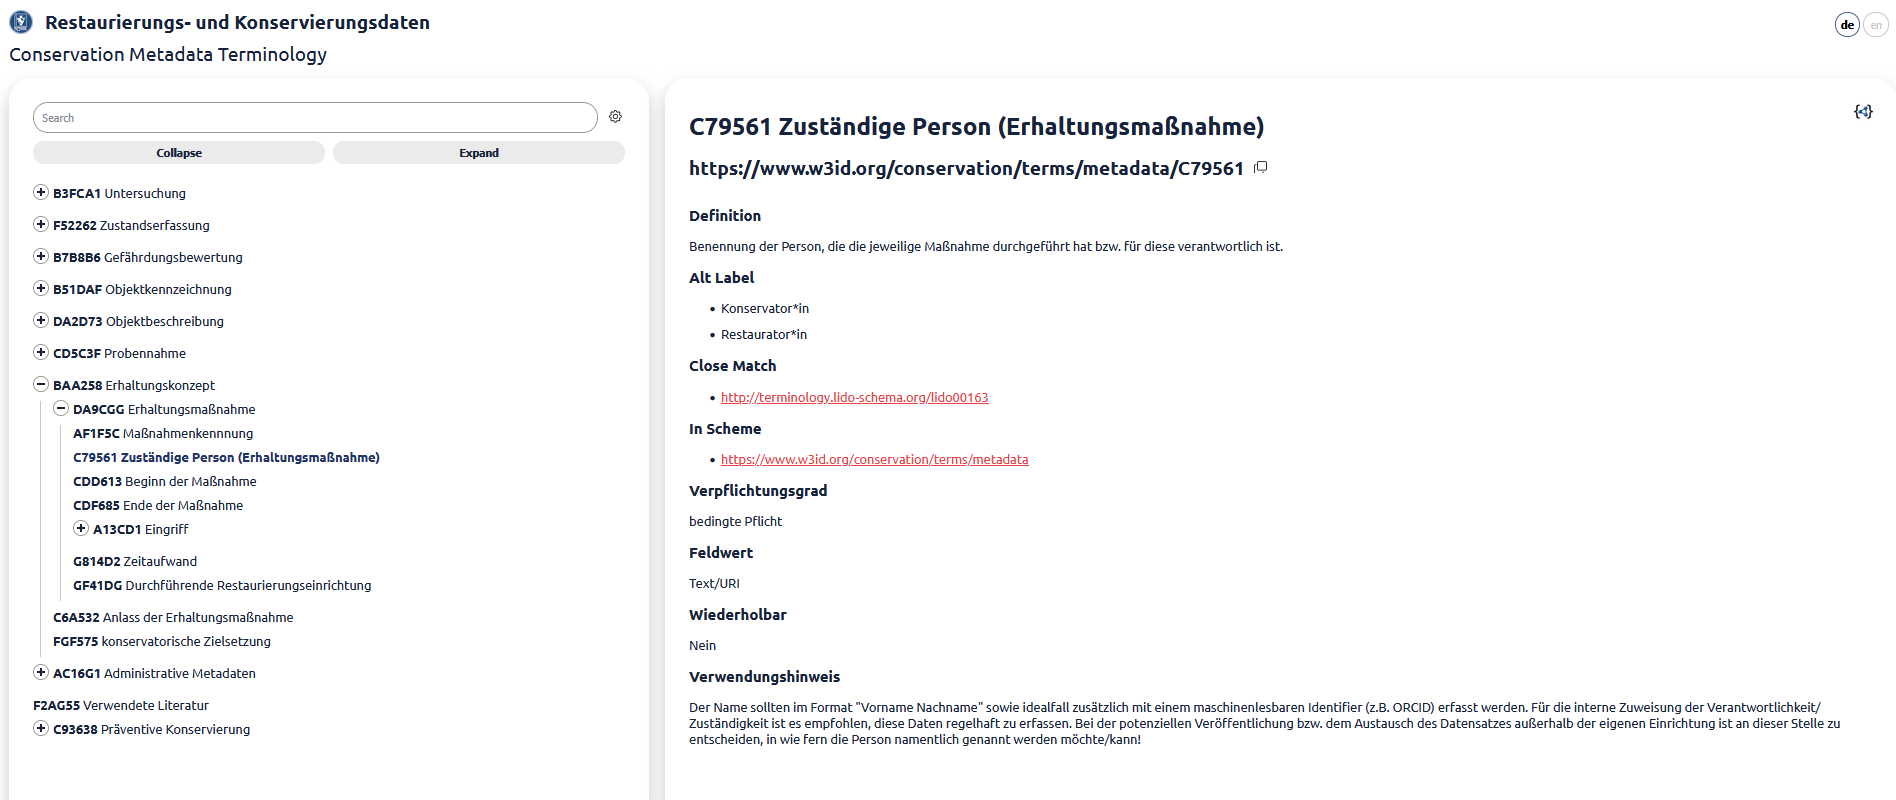 Restaurierungs- und Konservierungsdaten
de en
Conservation Metadata Terminology
Search
Collapse Expand
B3FCA1 Untersuchung
F52262 Zustandserfassung
B7B8B6 Gefährdungsbewertung
B51DAF Objektkennzeichnung
DA2D73 Objektbeschreibung
CD5C3F Probennahme
BAA258 Erhaltungskonzept
DA9CGG Erhaltungsmaßnahme
AF1F5C Maßnahmenkennnung
C79561 Zuständige Person (Erhaltungsmaßnahme)
CDD613 Beginn der Maßnahme
CDF685 Ende der Maßnahme
A13CD1 Eingriff
G814D2 Zeitaufwand
GF41DG Durchführende Restaurierungseinrichtung
C6A532 Anlass der Erhaltungsmaßnahme
FGF575 konservatorische Zielsetzung
AC16G1 Administrative Metadaten
F2AG55 Verwendete Literatur
C93638 Präventive Konservierung
C79561 Zuständige Person (Erhaltungsmaßnahme)
https://www.w3id.org/conservation/terms/metadata/C79561
Definition
Benennung der Person, die die jeweilige Maßnahme durchgeführt hat bzw. für diese verantwortlich ist.
Alt Label
• Konservator*in
• Restaurator*in
Close Match
• http://terminology.lido-schema.org/lido00163
In Scheme
• https://www.w3id.org/conservation/terms/metadata
Verpflichtungsgrad
bedingte Pflicht
Feldwert
Text/URI
Wiederholbar
Nein
Verwendungshinweis
Der Name sollten im Format "Vorname Nachname" sowie idealfall zusätzlich mit einem maschinenlesbaren Identifier (z.B. ORCID) erfasst werden. Für die interne Zuweisung der Verantwortlichkeit/
Zuständigkeit ist es empfohlen, diese Daten regelhaft zu erfassen. Bei der potenziellen Veröffentlichung bzw. dem Austausch des Datensatzes außerhalb der eigenen Einrichtung ist an dieser Stelle zu
entscheiden, in wie fern die Person namentlich genannt werden möchte/kann!